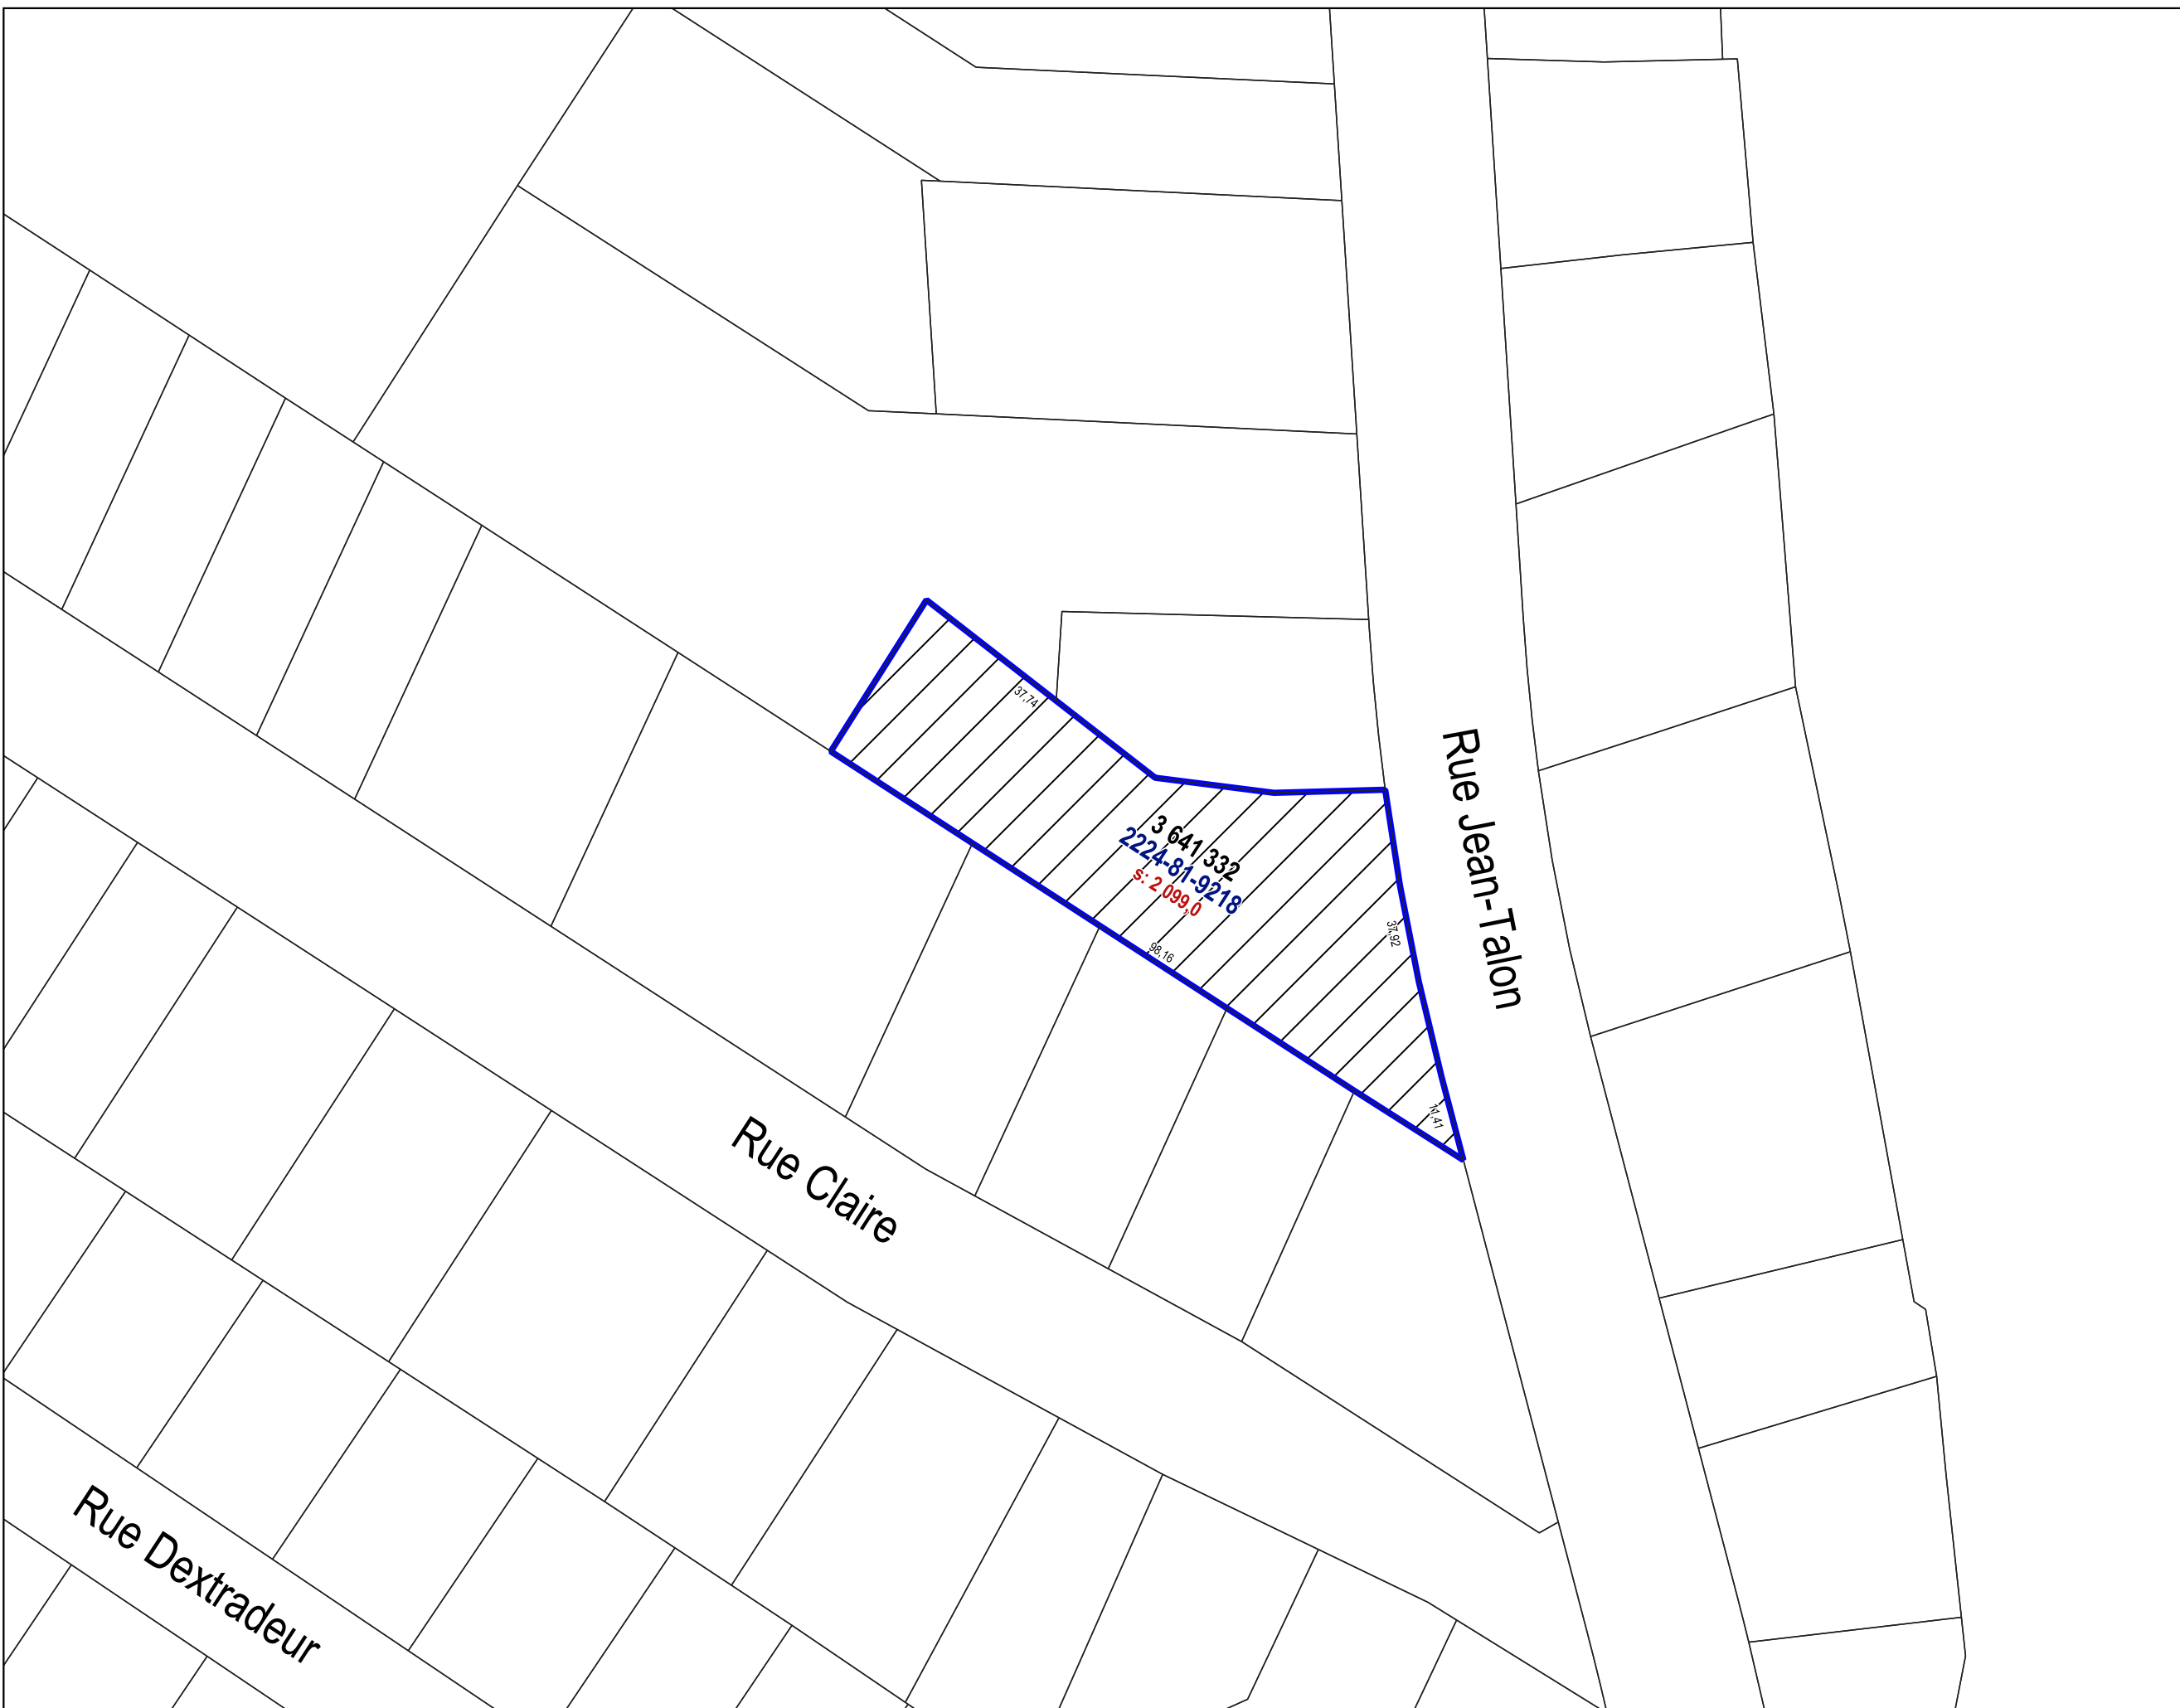 37,74
3 641 332
2224-81-9218
s: 2 099,0
98,16
37,92
11,41
Rue Jean-Talon
Rue Claire
Rue Dextradeur